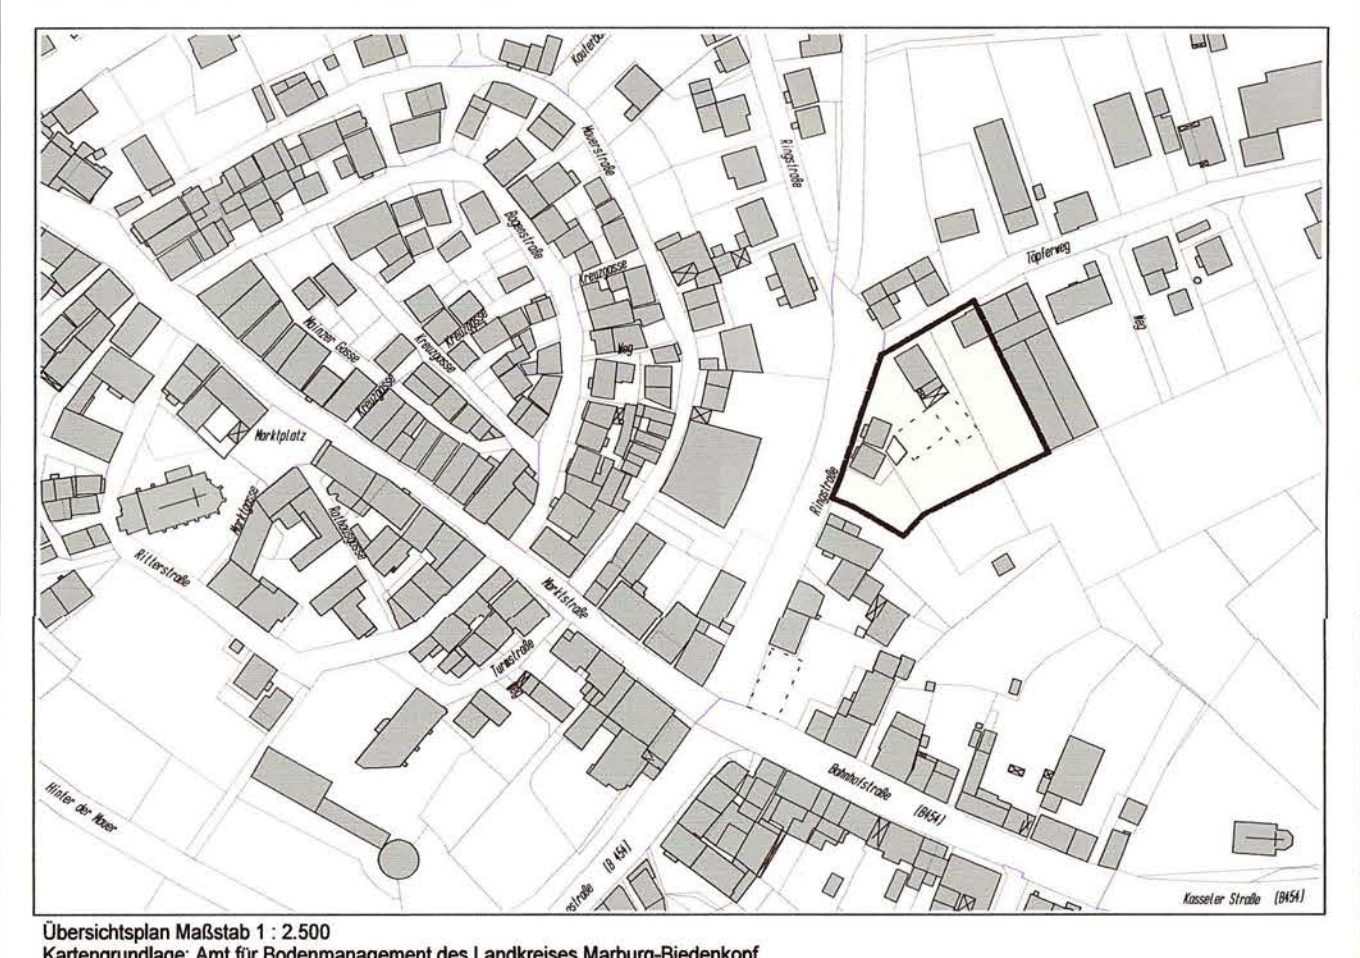 Mauerstraße
Ringstraße
Bogenstraße
Töpferweg
Kreuzgasse
Weg
Mainzer Gasse
Kreuzgasse
Kreuzgasse
Weg
Kreuzgasse
Marktplatz
Ringstraße
Marktgasse
Rathausgasse
Ritterstraße
Marktstraße
Turmstraße
Hinter der Mauer
Bahnhofstraße (B454)
(B 454)
Kasseler Straße (B454)
Übersichtsplan Maßstab 1 : 2.500
Kartengrundlage: Amt für Bodenmanagement des Landkreises Marburg-Biedenkopf